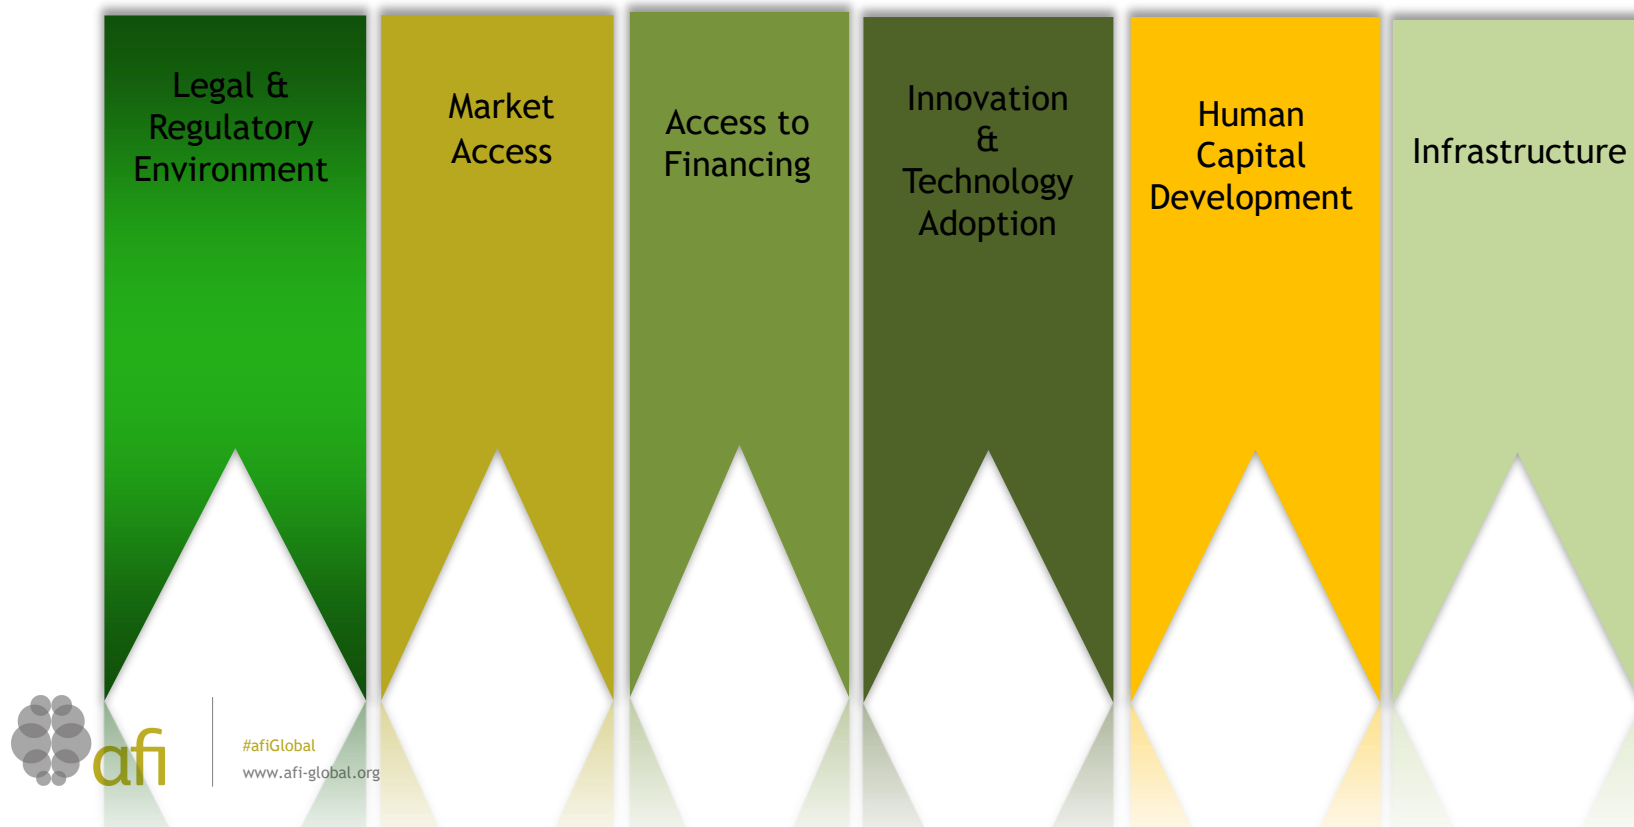 Legal &
Regulatory
Environment
Market
Access
Access to
Financing
Innovation
&
Technology
Adoption
Human
Capital
Development
Infrastructure
afi
#afiGlobal
www.afi-global.org